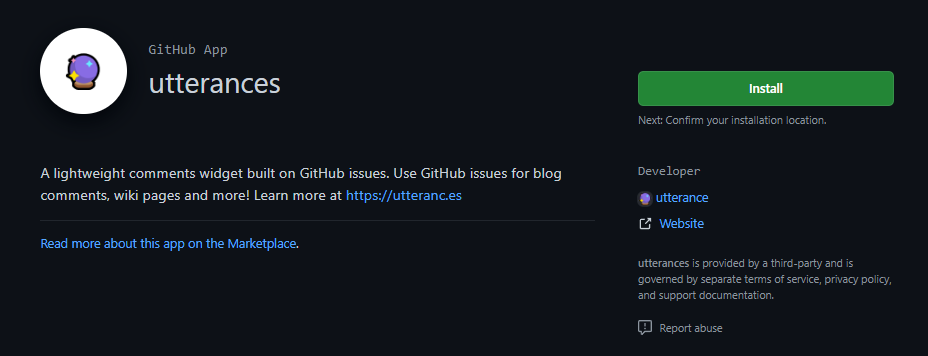 GitHub App
utterances
Install
Next: Confirm your installation location.
A lightweight comments widget built on GitHub issues. Use GitHub issues for blog
comments, wiki pages and more! Learn more at https://utteranc.es
Read more about this app on the Marketplace.
Developer
utterance
Website
utterances is provided by a third-party and is
governed by separate terms of service, privacy policy,
and support documentation.
Report abuse